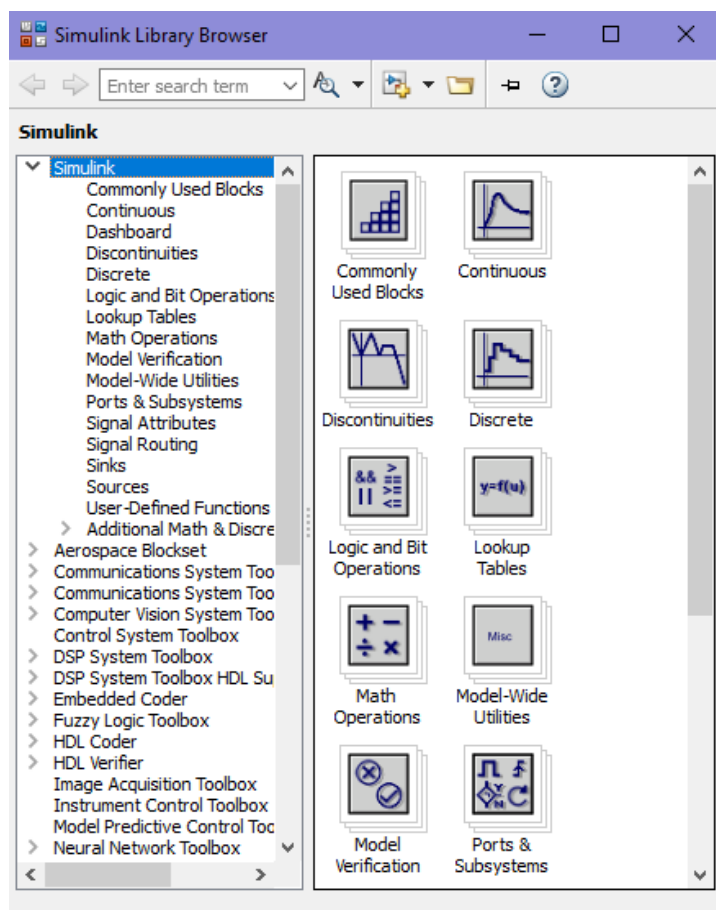 Simulink Library Browser
Enter search term
Simulink
Simulink
Commonly Used Blocks
Continuous
Dashboard
Discontinuities
Discrete
Logic and Bit Operations
Lookup Tables
Math Operations
Model Verification
Model-Wide Utilities
Ports & Subsystems
Signal Attributes
Signal Routing
Sinks
Sources
User-Defined Functions
Additional Math & Discre
Aerospace Blockset
Communications System Too
Communications System Too
Computer Vision System Too
Control System Toolbox
DSP System Toolbox
DSP System Toolbox HDL Su
Embedded Coder
Fuzzy Logic Toolbox
HDL Coder
HDL Verifier
Image Acquisition Toolbox
Instrument Control Toolbox
Model Predictive Control Too
Neural Network Toolbox
Commonly
Used Blocks
Continuous
Discontinuities
Discrete
&& >
|| ==
>=
<=
Logic and Bit
Operations
y=f(u)
Lookup
Tables
+ −
÷ ×
Math
Operations
Misc
Model-Wide
Utilities
Model
Verification
Y
N
Ports &
Subsystems